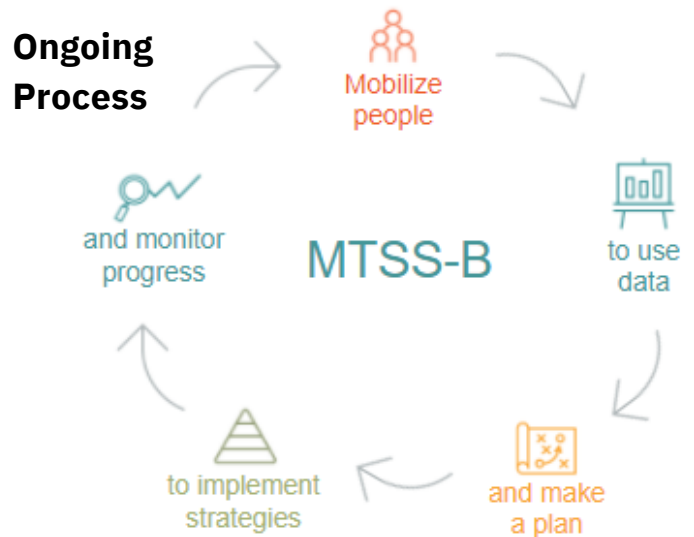 Ongoing
Process
Mobilize
people
to use
data
and make
a plan
to implement
strategies
and monitor
progress
MTSS-B